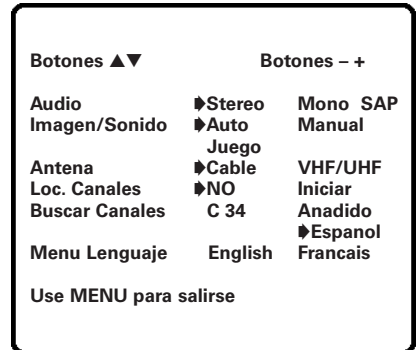 Botones ▲▼ Botones – +
Audio ➧Stereo Mono SAP
Imagen/Sonido ➧Auto Manual
Juego
Antena ➧Cable VHF/UHF
Loc. Canales ➧NO Iniciar
Buscar Canales C 34 Anadido
➧Espanol
Menu Lenguaje English Francais
Use MENU para salirse